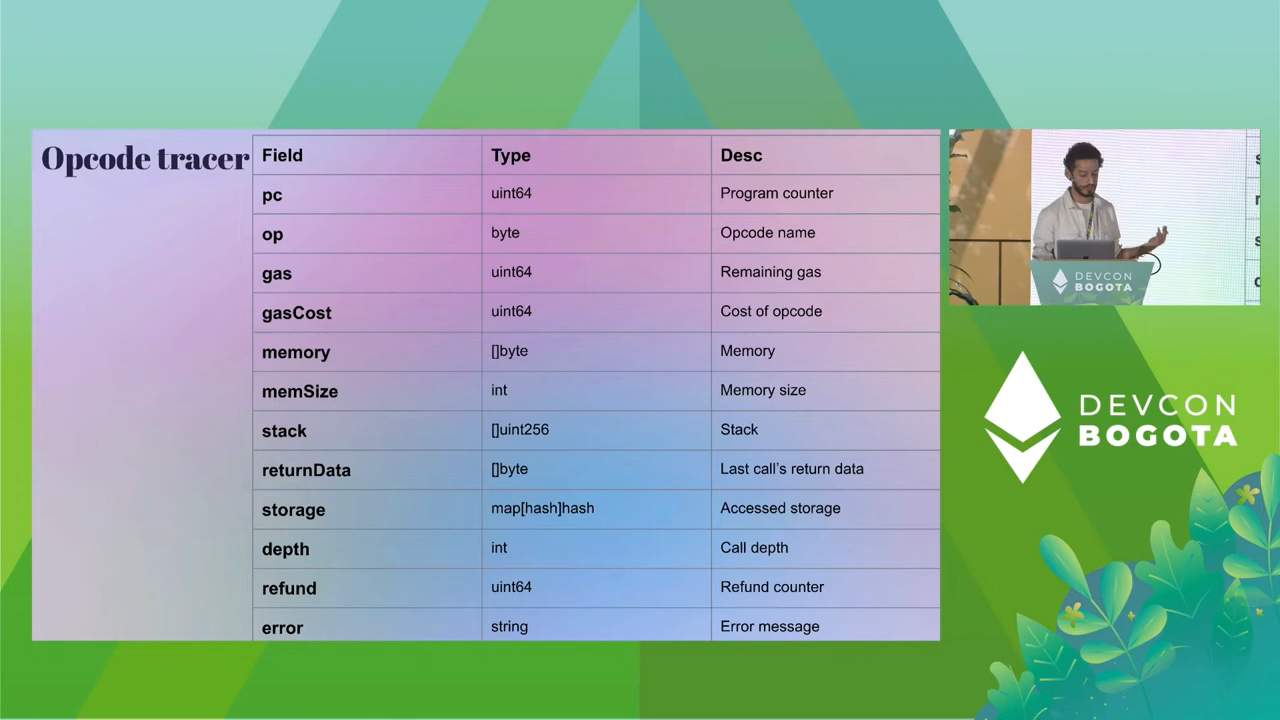 Opcode tracer
Field Type Desc
pc uint64 Program counter
op byte Opcode name
gas uint64 Remaining gas
gasCost uint64 Cost of opcode
memory []byte Memory
memSize int Memory size
stack []uint256 Stack
returnData []byte Last call's return data
storage map[hash]hash Accessed storage
depth int Call depth
refund uint64 Refund counter
error string Error message
DEVCON
BOGOTA
DEVCON
BOGOTA